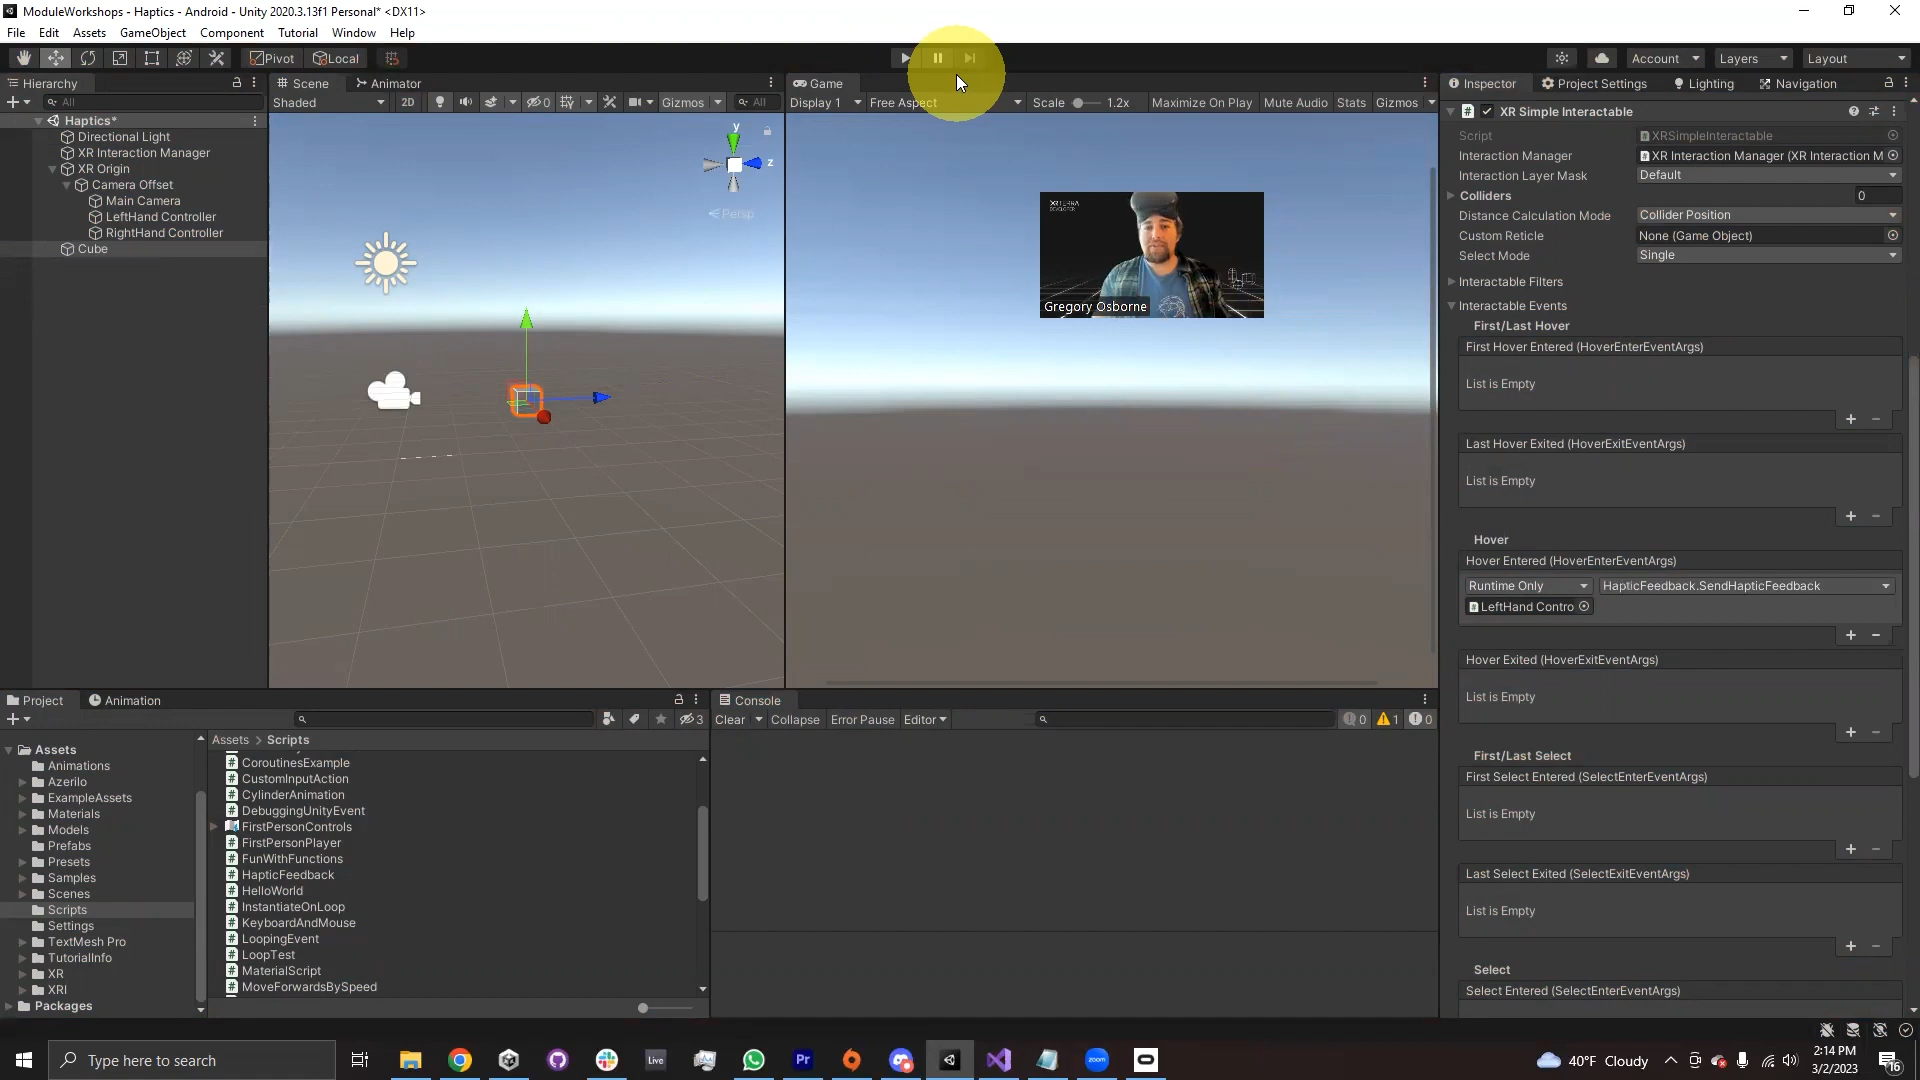 ModuleWorkshops - Haptics - Android - Unity 2020.3.13f1 Personal* <DX11>
File Edit Assets GameObject Component Tutorial Window Help
Pivot Local Account Layers Layout
Hierarchy Scene Animator Game Inspector Project Settings Lighting Navigation
All Shaded 2D 0 Gizmos All Display 1 Free Aspect Scale 1.2x Maximize On Play Mute Audio Stats Gizmos
Haptics*
Directional Light
XR Interaction Manager
XR Origin
Camera Offset
Main Camera
LeftHand Controller
RightHand Controller
Cube
y
z
Persp
XRTERRA
DEVELOPER
Gregory Osborne
XR Simple Interactable
Script XRSimpleInteractable
Interaction Manager XR Interaction Manager (XR Interaction M
Interaction Layer Mask Default
Colliders 0
Distance Calculation Mode Collider Position
Custom Reticle None (Game Object)
Select Mode Single
Interactable Filters
Interactable Events
First/Last Hover
First Hover Entered (HoverEnterEventArgs)
List is Empty
Last Hover Exited (HoverExitEventArgs)
List is Empty
Hover
Hover Entered (HoverEnterEventArgs)
Runtime Only HapticFeedback.SendHapticFeedback
LeftHand Contro
Hover Exited (HoverExitEventArgs)
List is Empty
First/Last Select
First Select Entered (SelectEnterEventArgs)
List is Empty
Last Select Exited (SelectExitEventArgs)
List is Empty
Select
Select Entered (SelectEnterEventArgs)
Project Animation Console
3 Clear Collapse Error Pause Editor 0 1 0
Assets
Animations
Azerilo
ExampleAssets
Materials
Models
Prefabs
Presets
Samples
Scenes
Scripts
Settings
TextMesh Pro
TutorialInfo
XR
XRI
Packages
Assets > Scripts
CoroutinesExample
CustomInputAction
CylinderAnimation
DebuggingUnityEvent
FirstPersonControls
FirstPersonPlayer
FunWithFunctions
HapticFeedback
HelloWorld
InstantiateOnLoop
KeyboardAndMouse
LoopingEvent
LoopTest
MaterialScript
MoveForwardsBySpeed
Type here to search
Live
Pr
zoom
40°F Cloudy
2:14 PM
3/2/2023
16